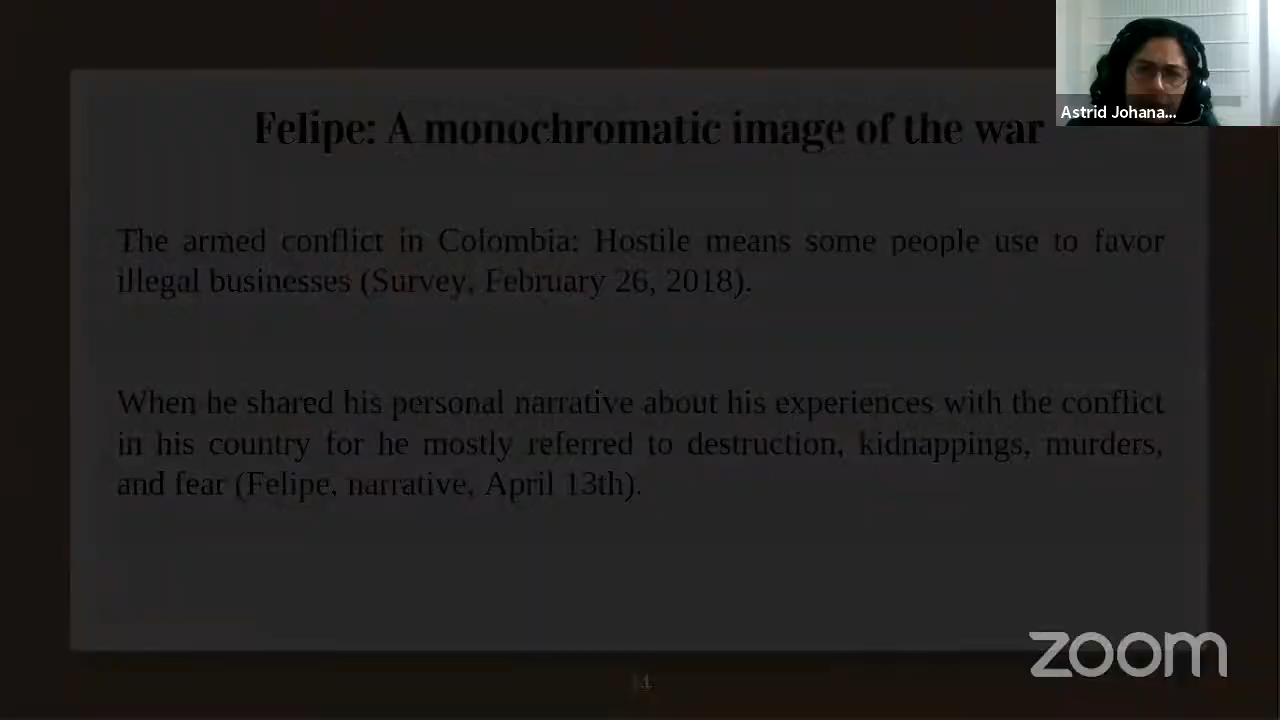 Astrid Johana...
Felipe: A monochromatic image of the war
The armed conflict in Colombia: Hostile means some people use to favor
illegal businesses (Survey, February 26, 2018).
When he shared his personal narrative about his experiences with the conflict
in his country for he mostly referred to destruction, kidnappings, murders,
and fear (Felipe, narrative, April 13th).
zoom